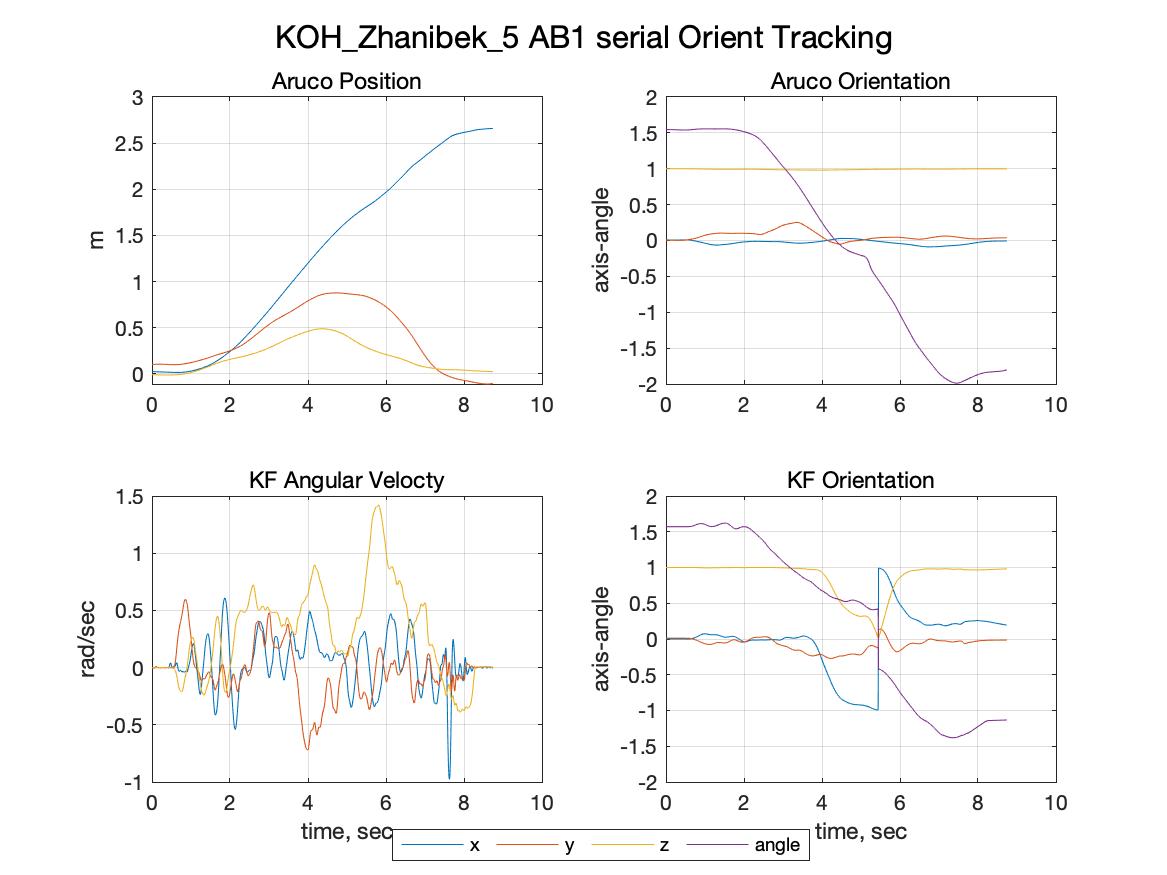 KOH_Zhanibek_5 AB1 serial Orient Tracking
Aruco Position
3
2.5
2
1.5
1
0.5
0
m
0 2 4 6 8 10
Aruco Orientation
2
1.5
1
0.5
0
-0.5
-1
-1.5
-2
axis-angle
0 2 4 6 8 10
KF Angular Velocty
1.5
1
0.5
0
-0.5
-1
rad/sec
0 2 4 6 8 10
time, sec
KF Orientation
2
1.5
1
0.5
0
-0.5
-1
-1.5
-2
axis-angle
0 2 4 6 8 10
time, sec
x y z angle